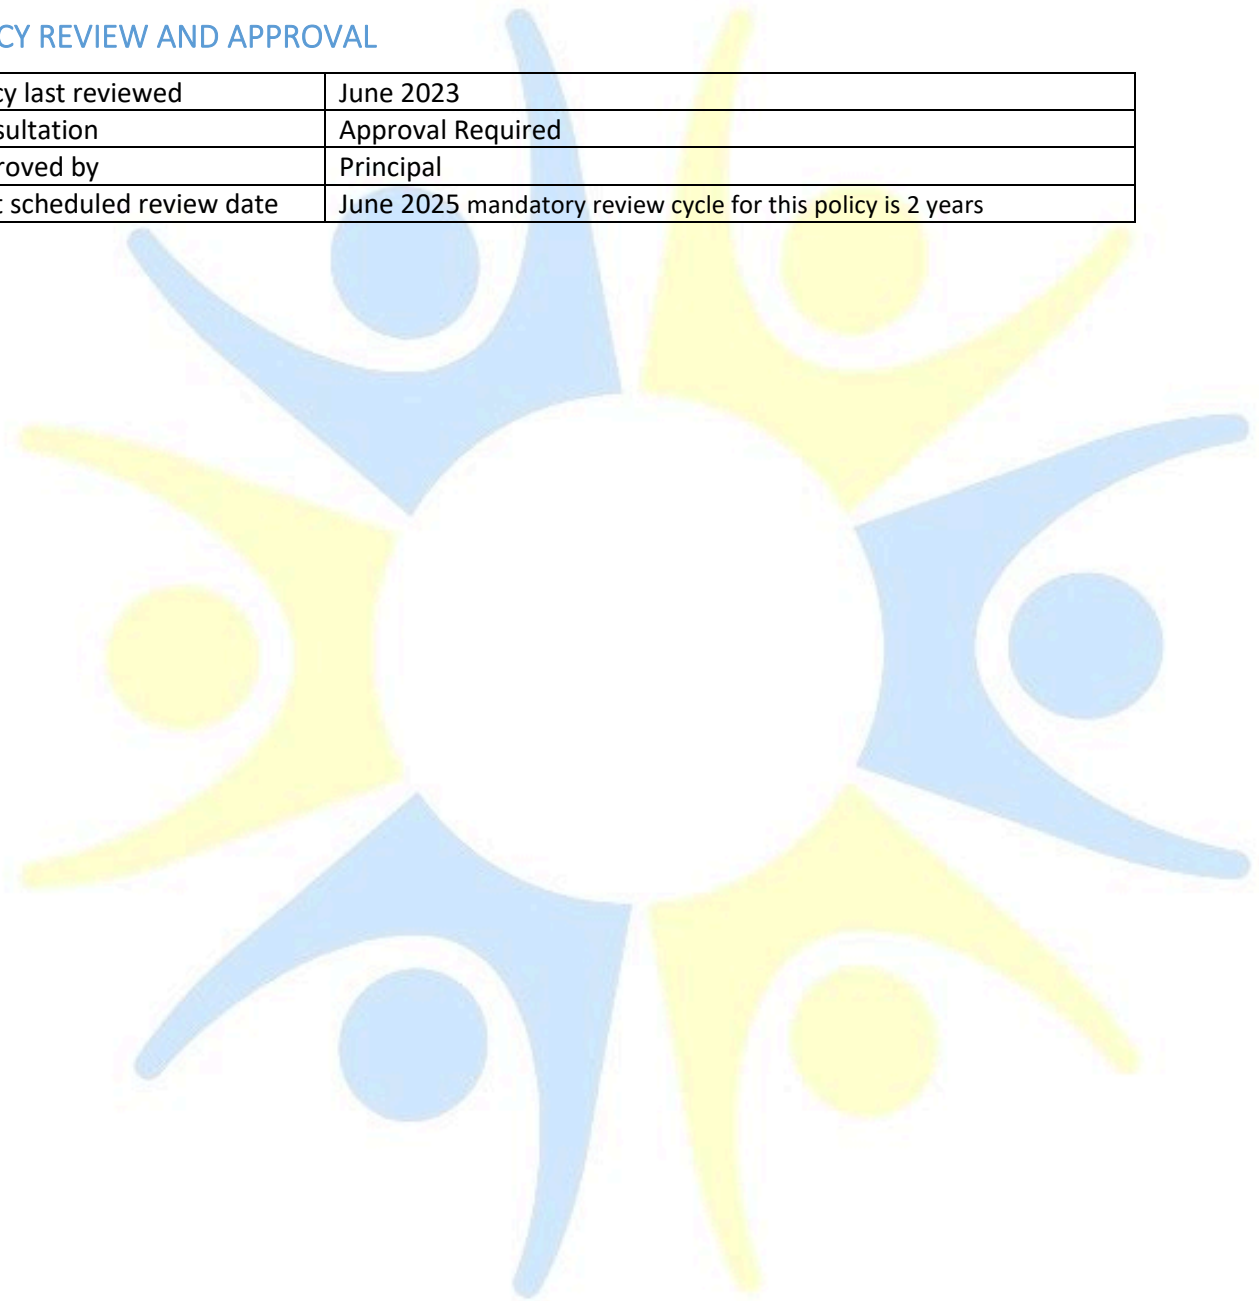 CY REVIEW AND APPROVAL
cy last reviewed June 2023
sultation Approval Required
roved by Principal
t scheduled review date June 2025 mandatory review cycle for this policy is 2 years